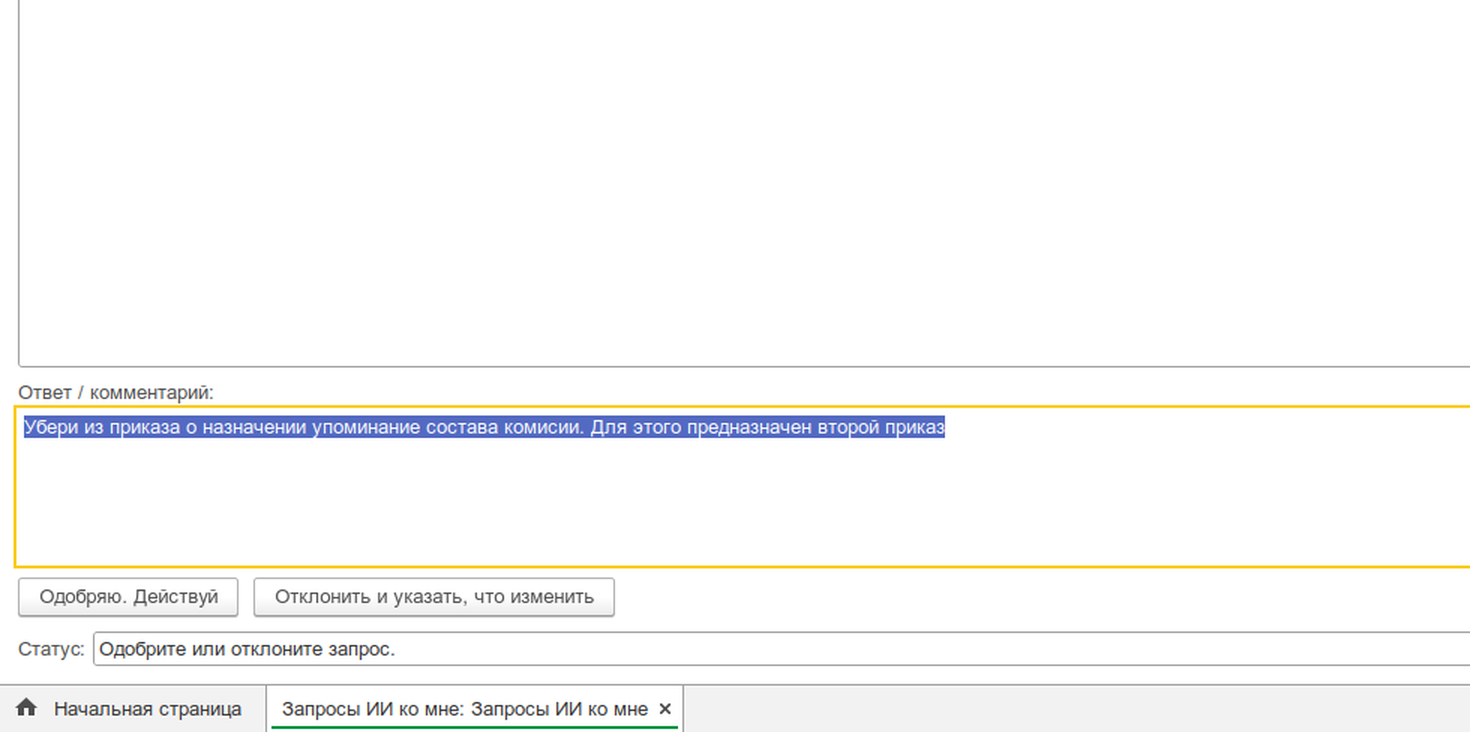 Ответ / комментарий:
Убери из приказа о назначении упоминание состава комисии. Для этого предназначен второй приказ
Одобряю. Действуй
Отклонить и указать, что изменить
Статус: Одобрите или отклоните запрос.
Начальная страница
Запросы ИИ ко мне: Запросы ИИ ко мне ×